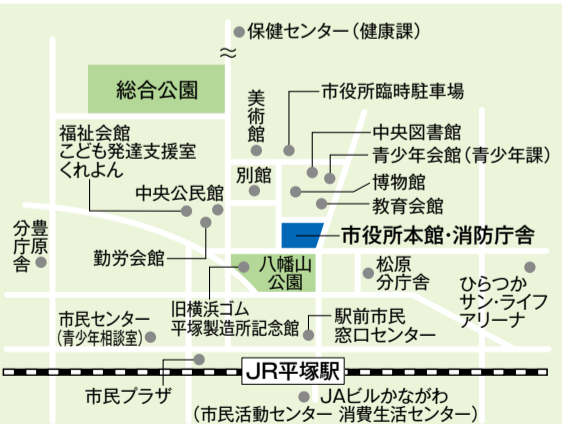 保健センター（健康課）
総合公園
市役所臨時駐車場
美術館
中央図書館
福祉会館
こども発達支援室
くれよん
青少年会館（青少年課）
別館
博物館
中央公民館
教育会館
豊原
分庁舎
市役所本館・消防庁舎
勤労会館
八幡山
公園
松原
分庁舎
ひらつか
サン・ライフ
アリーナ
旧横浜ゴム
平塚製造所記念館
市民センター
（青少年相談室）
駅前市民
窓口センター
JR平塚駅
市民プラザ
JAビルかながわ
（市民活動センター 消費生活センター）